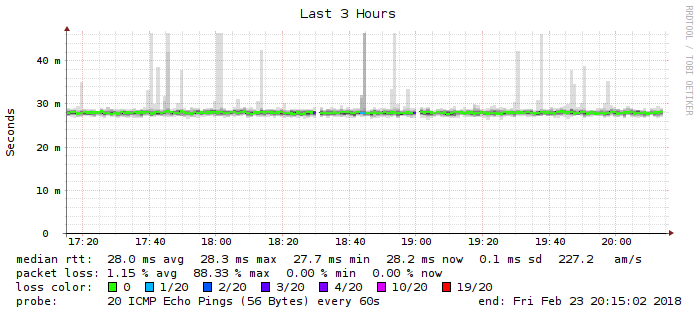 Last 3 Hours
RRDTOOL / TOBI OETIKER
Seconds
40 m
30 m
20 m
10 m
0
17:20 17:40 18:00 18:20 18:40 19:00 19:20 19:40 20:00
median rtt: 28.0 ms avg 28.3 ms max 27.7 ms min 28.2 ms now 0.1 ms sd 227.2 am/s
packet loss: 1.15 % avg 88.33 % max 0.00 % min 0.00 % now
loss color: 0 1/20 2/20 3/20 4/20 10/20 19/20
probe: 20 ICMP Echo Pings (56 Bytes) every 60s end: Fri Feb 23 20:15:02 2018